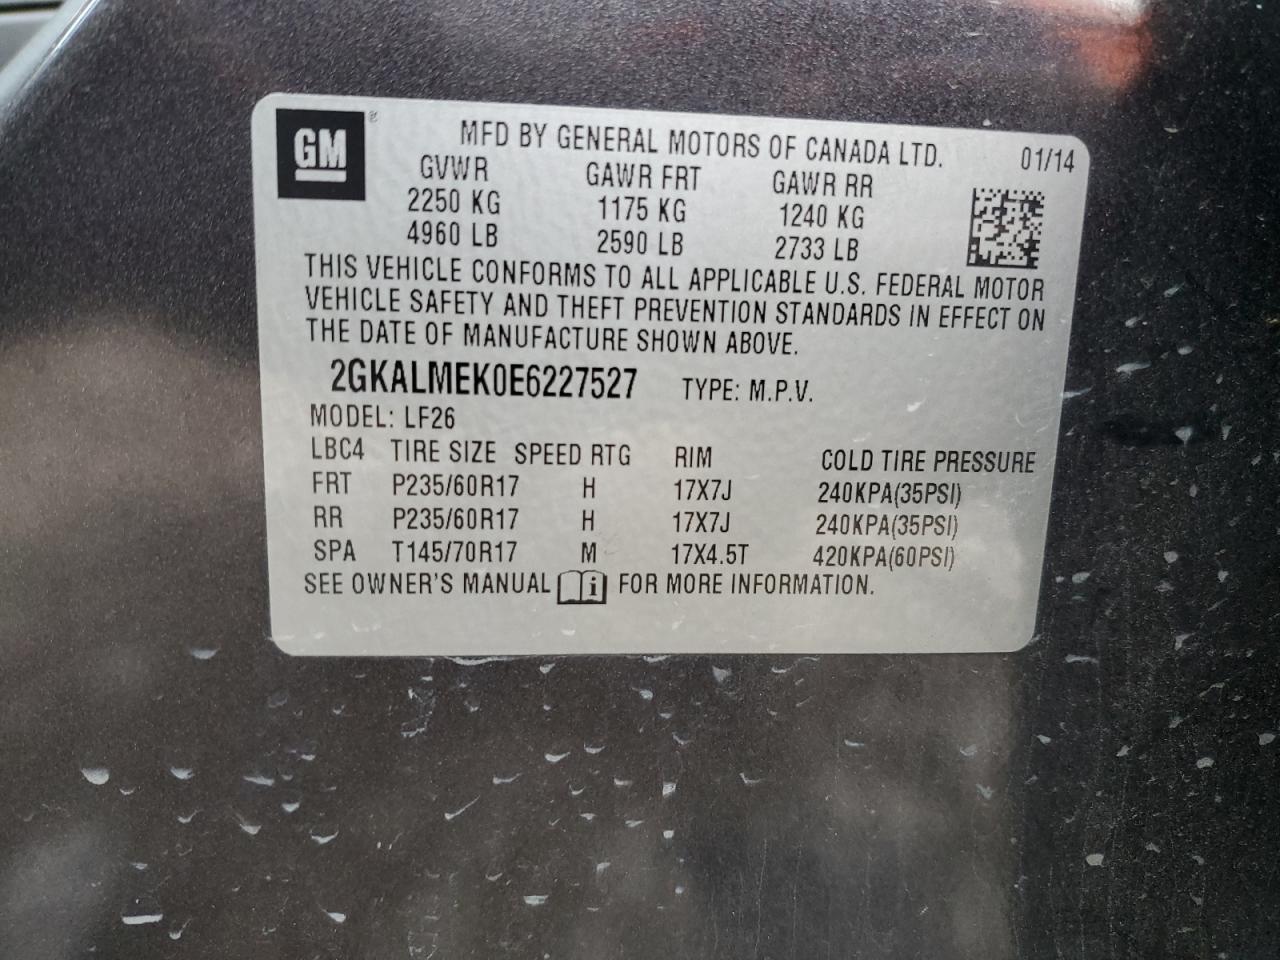 GM ®
MFD BY GENERAL MOTORS OF CANADA LTD. 01/14
GVWR GAWR FRT GAWR RR
2250 KG 1175 KG 1240 KG
4960 LB 2590 LB 2733 LB
THIS VEHICLE CONFORMS TO ALL APPLICABLE U.S. FEDERAL MOTOR
VEHICLE SAFETY AND THEFT PREVENTION STANDARDS IN EFFECT ON
THE DATE OF MANUFACTURE SHOWN ABOVE.
2GKALMEK0E6227527 TYPE: M.P.V.
MODEL: LF26
LBC4 TIRE SIZE SPEED RTG RIM COLD TIRE PRESSURE
FRT P235/60R17 H 17X7J 240KPA(35PSI)
RR P235/60R17 H 17X7J 240KPA(35PSI)
SPA T145/70R17 M 17X4.5T 420KPA(60PSI)
SEE OWNER'S MANUAL i FOR MORE INFORMATION.